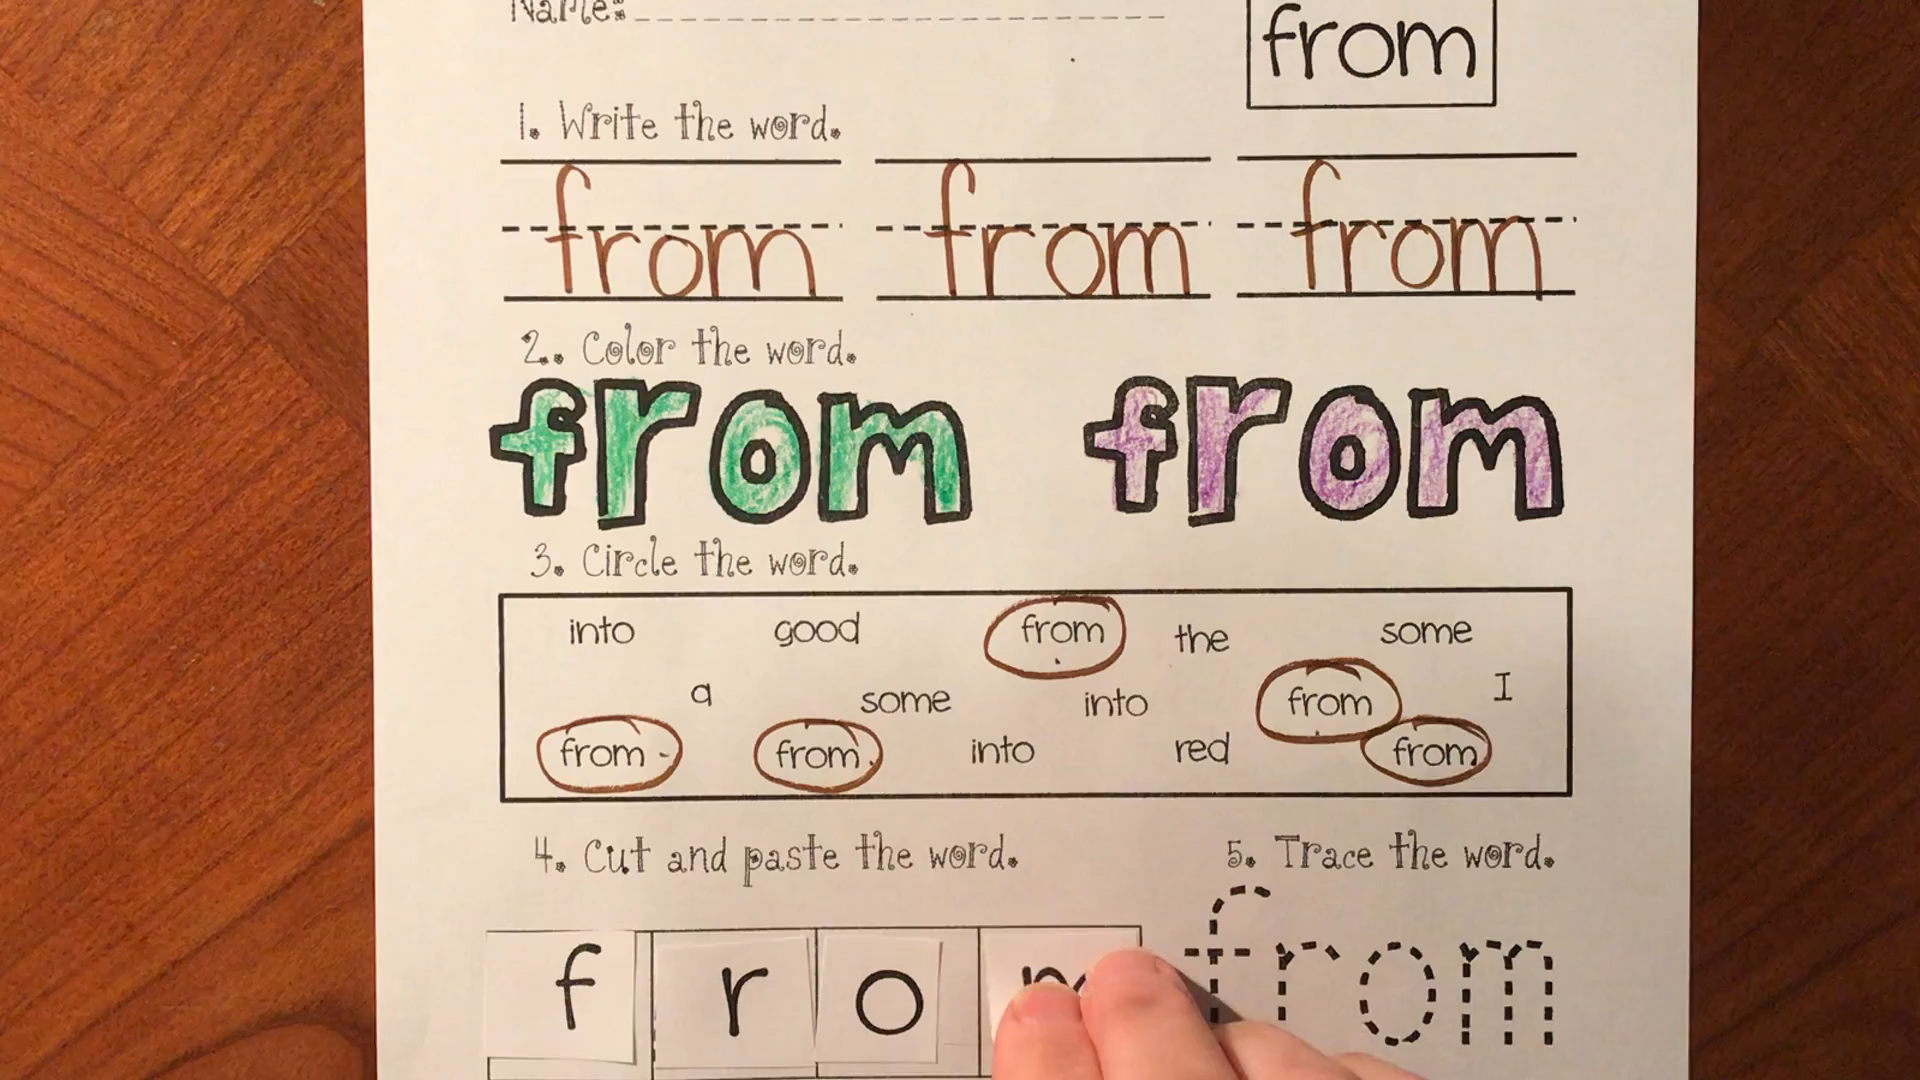 Name:
from
1. Write the word.
from from from
2. Color the word.
from from
3. Circle the word.
into good from the some
a some into from I
from from into red from
4. Cut and paste the word. 5. Trace the word.
f r o m from